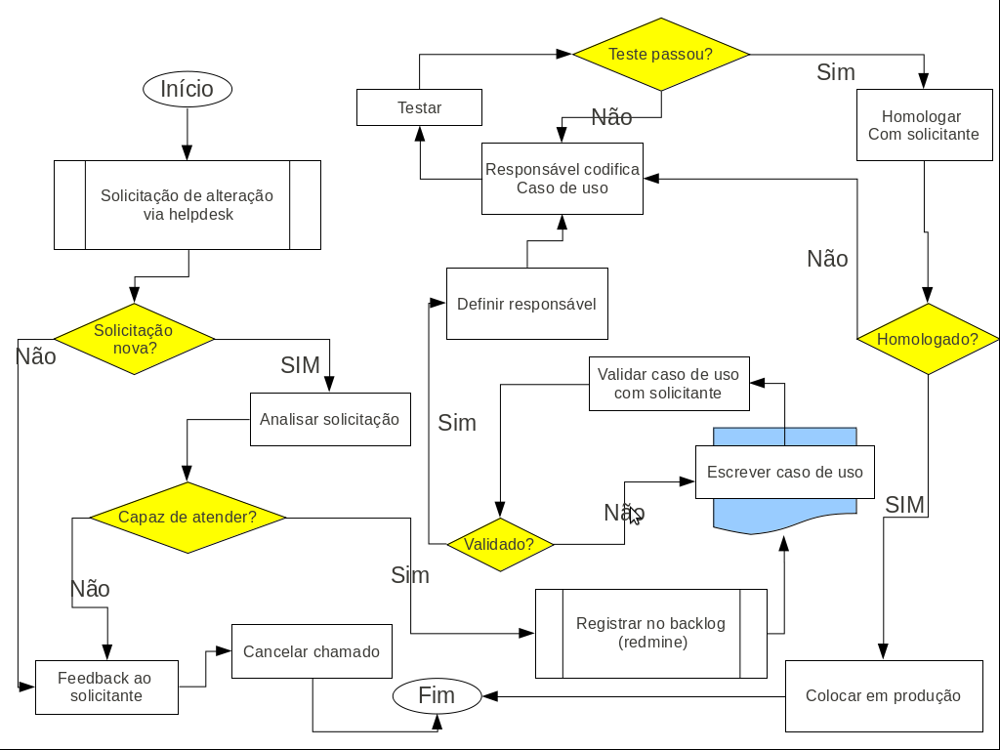 Início
Solicitação de alteração
via helpdesk
Solicitação
nova?
Não
SIM
Analisar solicitação
Capaz de atender?
Não
Sim
Feedback ao
solicitante
Cancelar chamado
Fim
Registrar no backlog
(redmine)
Escrever caso de uso
Validar caso de uso
com solicitante
Validado?
Não
Sim
Definir responsável
Responsável codifica
Caso de uso
Testar
Teste passou?
Não
Sim
Homologar
Com solicitante
Homologado?
Não
SIM
Colocar em produção